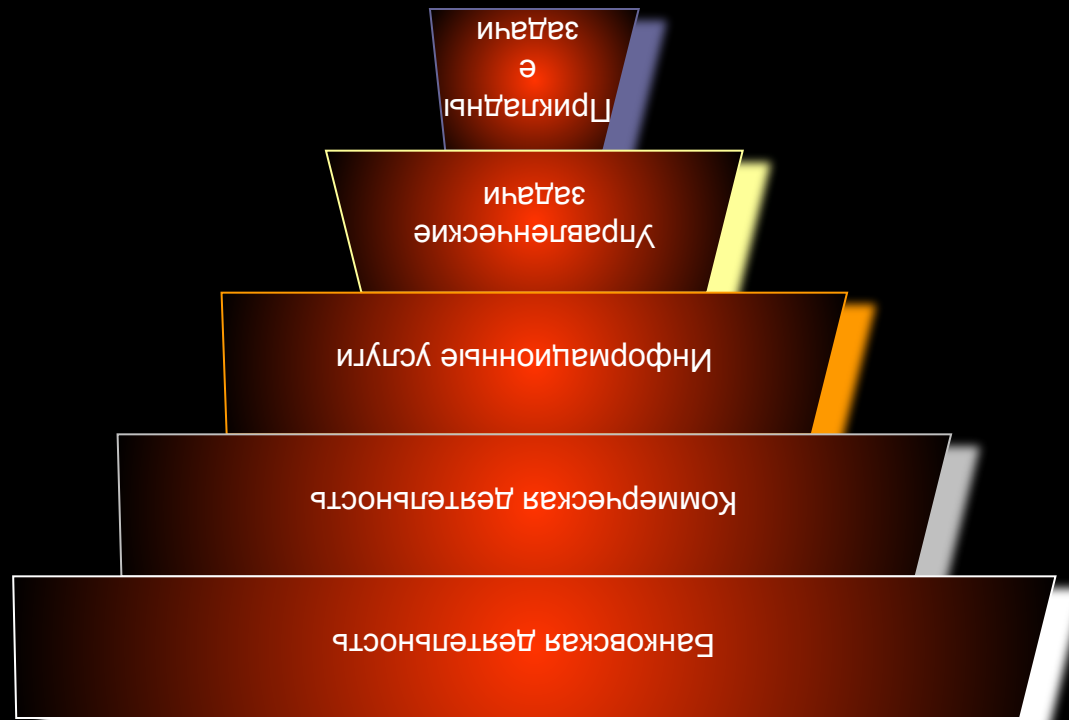 Банковская деятельность
Коммерческая деятельность
Информационные услуги
Управленческие
задачи
Прикладны
е
задачи